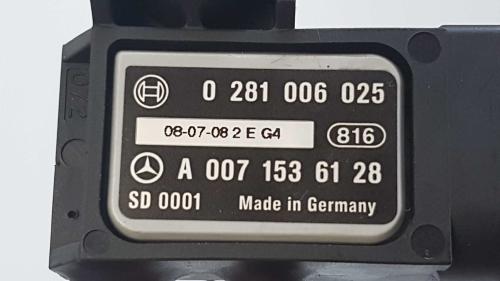 0 281 006 025
08-07-08 2 E G4 816
A 007 153 61 28
SD 0001 Made in Germany